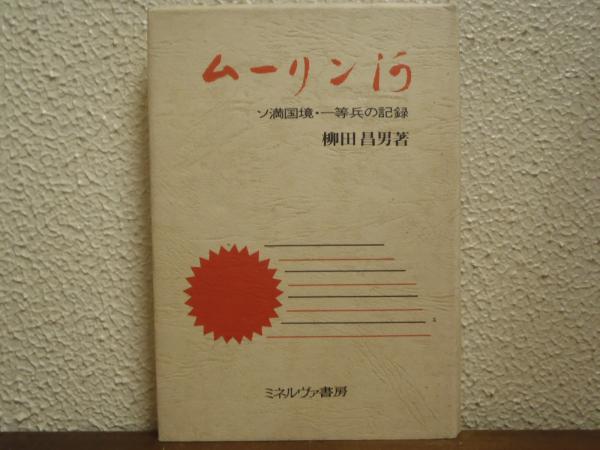 ムーリン河
ソ満国境・一等兵の記録
柳田昌男著
ミネルヴァ書房